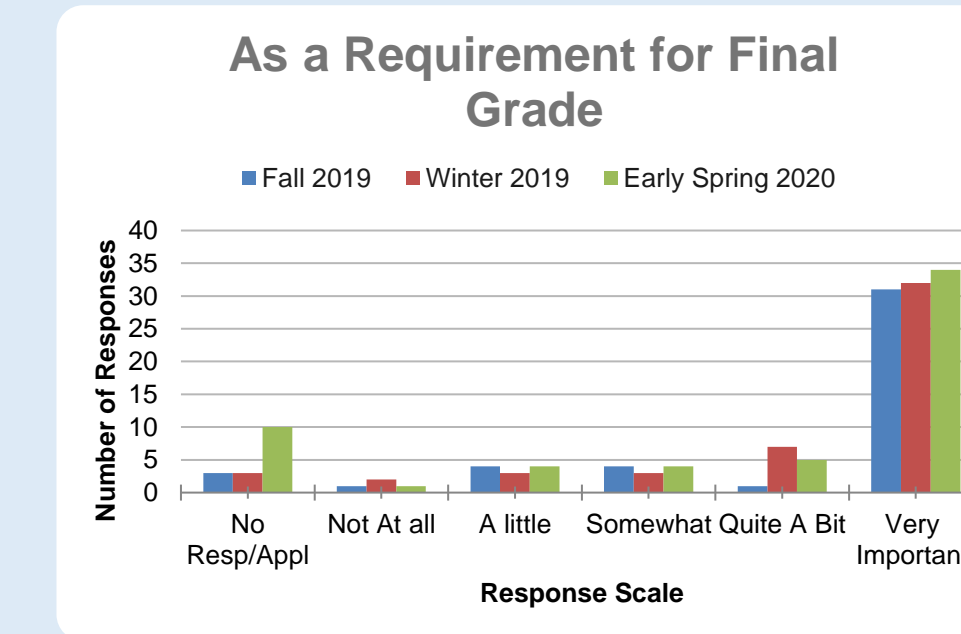 As a Requirement for Final
Grade
Fall 2019 Winter 2019 Early Spring 2020
40
35
30
25
20
15
10
5
0
Number of Responses
No Resp/Appl
Not At all
A little
Somewhat
Quite A Bit
Very Importan
Response Scale